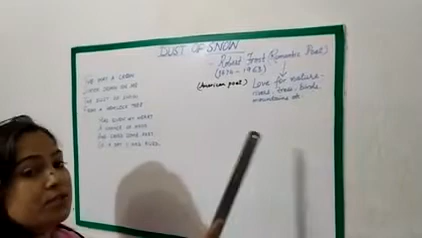 DUST OF SNOW
- Robert Frost (Romantic Poet)
(1874 - 1963)
(American poet)
Love for nature-
trees, birds,
mountains etc.
THE WAY A CROW
SHOOK DOWN ON ME
THE DUST OF SNOW
FROM A HEMLOCK TREE
HAS GIVEN MY HEART
A CHANGE OF MOOD
AND SAVED SOME PART
OF A DAY I HAD RUED.